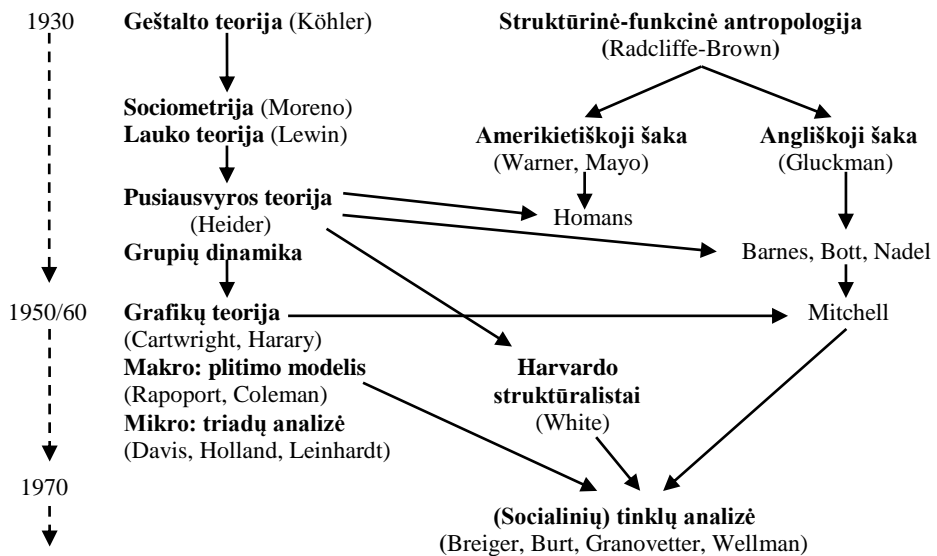 1930
Geštalto teorija (Köhler)
Struktūrinė-funkcinė antropologija
(Radcliffe-Brown)
Sociometrija (Moreno)
Lauko teorija (Lewin)
Amerikietiškoji šaka
(Warner, Mayo)
Angliškoji šaka
(Gluckman)
Pusiausvyros teorija
(Heider)
Grupių dinamika
Homans
Barnes, Bott, Nadel
1950/60
Grafikų teorija
(Cartwright, Harary)
Mitchell
Makro: plitimo modelis
(Rapoport, Coleman)
Mikro: triadų analizė
(Davis, Holland, Leinhardt)
Harvardo
struktūralistai
(White)
1970
(Socialinių) tinklų analizė
(Breiger, Burt, Granovetter, Wellman)